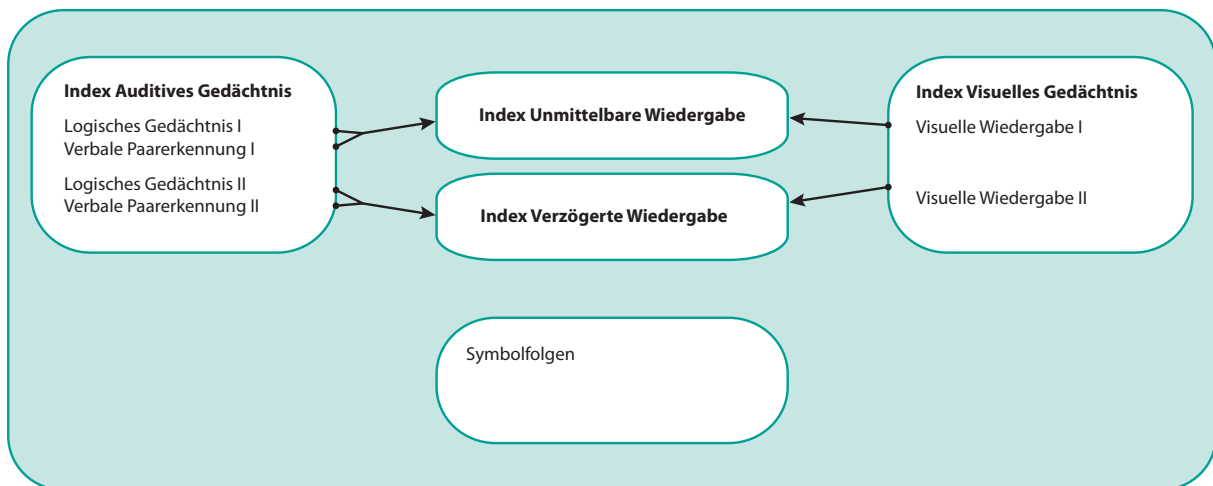 Index Auditives Gedächtnis
Logisches Gedächtnis I
Verbale Paarerkennung I
Logisches Gedächtnis II
Verbale Paarerkennung II
Index Unmittelbare Wiedergabe
Index Verzögerte Wiedergabe
Index Visuelles Gedächtnis
Visuelle Wiedergabe I
Visuelle Wiedergabe II
Symbolfolgen